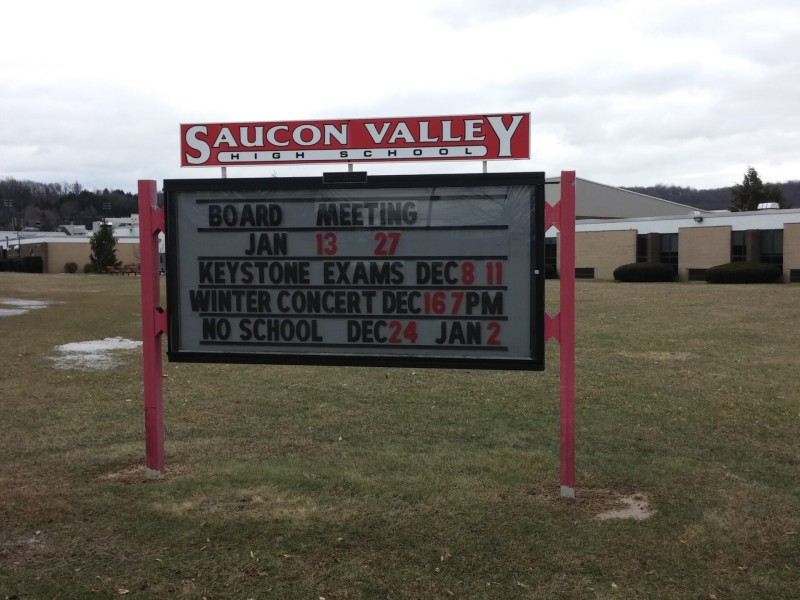 SAUCON VALLEY
HIGH SCHOOL
BOARD MEETING
JAN 13 27
KEYSTONE EXAMS DEC 8 11
WINTER CONCERT DEC 16 7PM
NO SCHOOL DEC 24 JAN 2